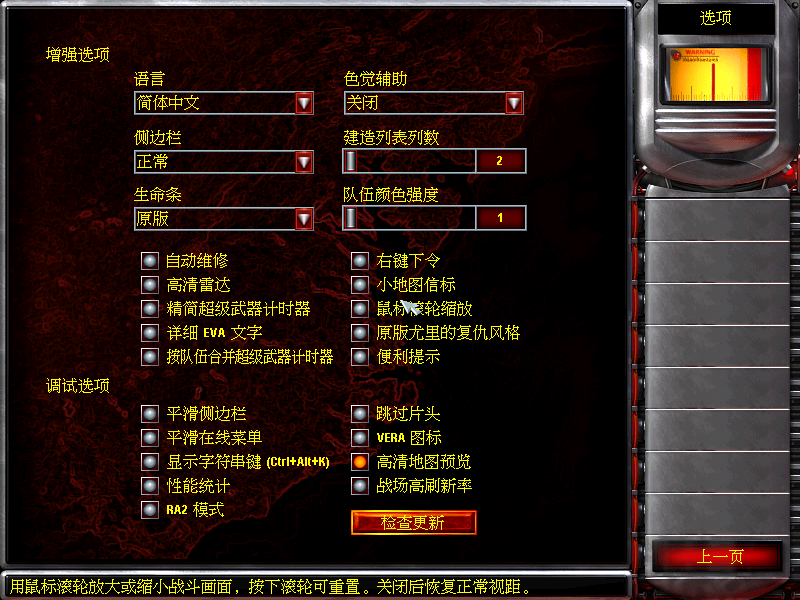 选项
WARNING
增强选项
语言
色觉辅助
简体中文
关闭
侧边栏
建造列表列数
正常
2
生命条
队伍颜色强度
原版
1
自动维修
右键下令
高清雷达
小地图信标
精简超级武器计时器
鼠标滚轮缩放
详细 EVA 文字
原版尤里的复仇风格
按队伍合并超级武器计时器
便利提示
调试选项
平滑侧边栏
跳过片头
平滑在线菜单
VERA 图标
显示字符串键 (Ctrl+Alt+K)
高清地图预览
性能统计
战场高刷新率
RA2 模式
检查更新
上一页
用鼠标滚轮放大或缩小战斗画面，按下滚轮可重置。关闭后恢复正常视距。